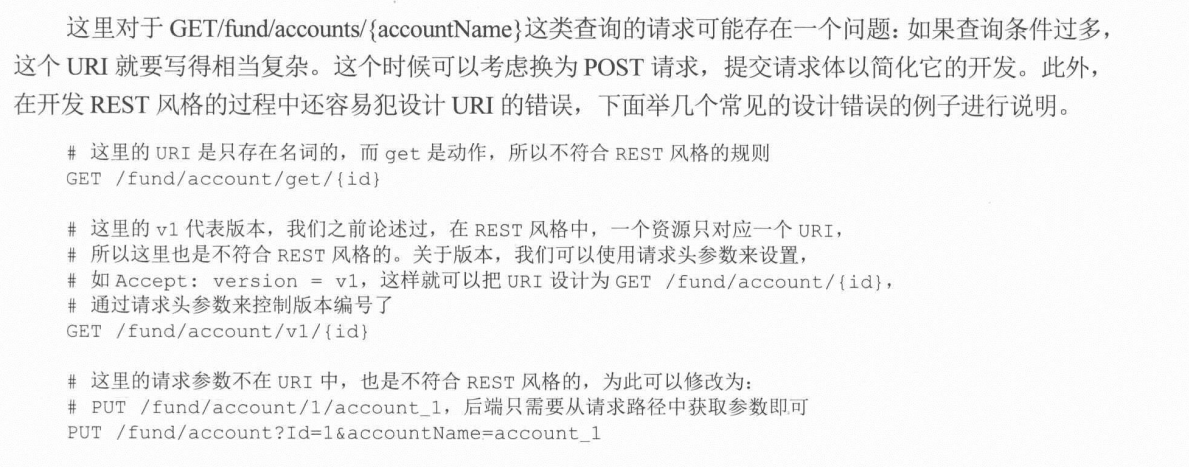 这里对于 GET/fund/accounts/{accountName}这类查询的请求可能存在一个问题：如果查询条件过多，
这个 URI 就要写得相当复杂。这个时候可以考虑换为 POST 请求，提交请求体以简化它的开发。此外，
在开发 REST 风格的过程中还容易犯设计 URI 的错误，下面举几个常见的设计错误的例子进行说明。
# 这里的 URI 是只存在名词的，而 get 是动作，所以不符合 REST 风格的规则
GET /fund/account/get/{id}
# 这里的 v1 代表版本，我们之前论述过，在 REST 风格中，一个资源只对应一个 URI，
# 所以这里也是不符合 REST 风格的。关于版本，我们可以使用请求头参数来设置，
# 如 Accept: version = v1，这样就可以把 URI 设计为 GET /fund/account/{id}，
# 通过请求头参数来控制版本编号了
GET /fund/account/v1/{id}
# 这里的请求参数不在 URI 中，也是不符合 REST 风格的，为此可以修改为：
# PUT /fund/account/1/account_1，后端只需要从请求路径中获取参数即可
PUT /fund/account?Id=1&accountName=account_1